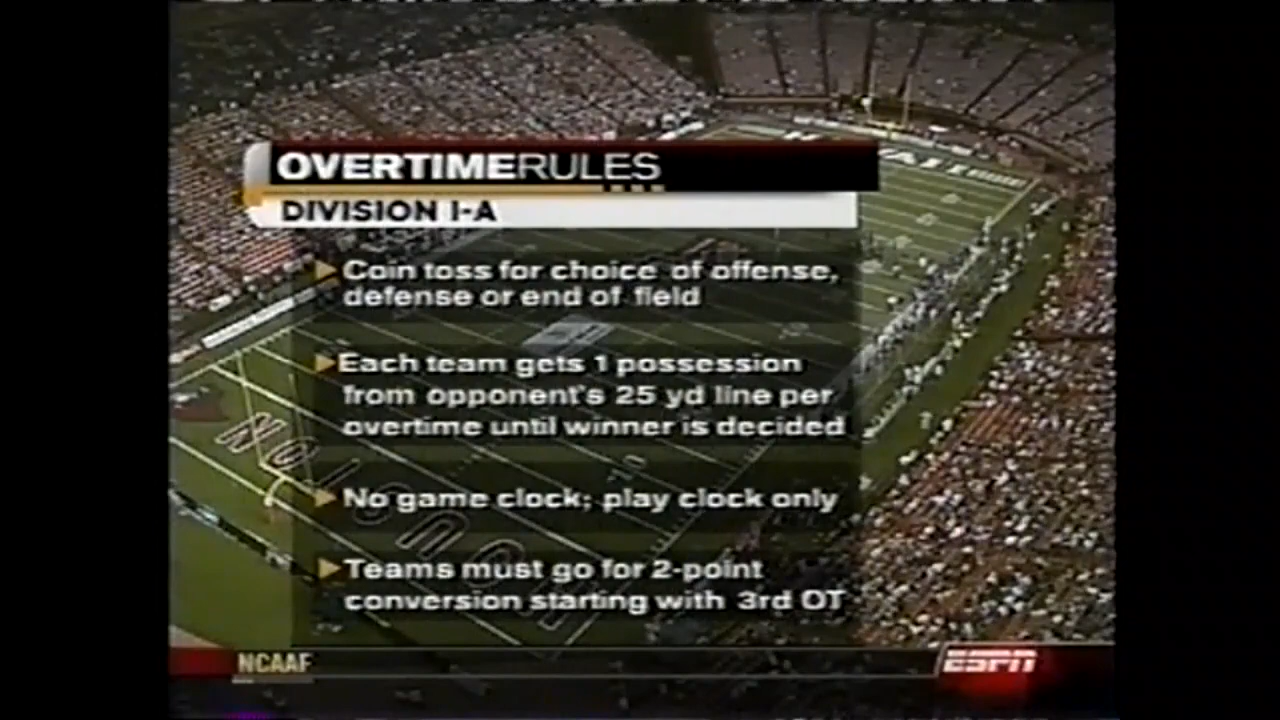 OVERTIMERULES
DIVISION I-A
Coin toss for choice of offense,
defense or end of field
Each team gets 1 possession
from opponent's 25 yd line per
overtime until winner is decided
No game clock; play clock only
Teams must go for 2-point
conversion starting with 3rd OT
NCAAF
ESPN